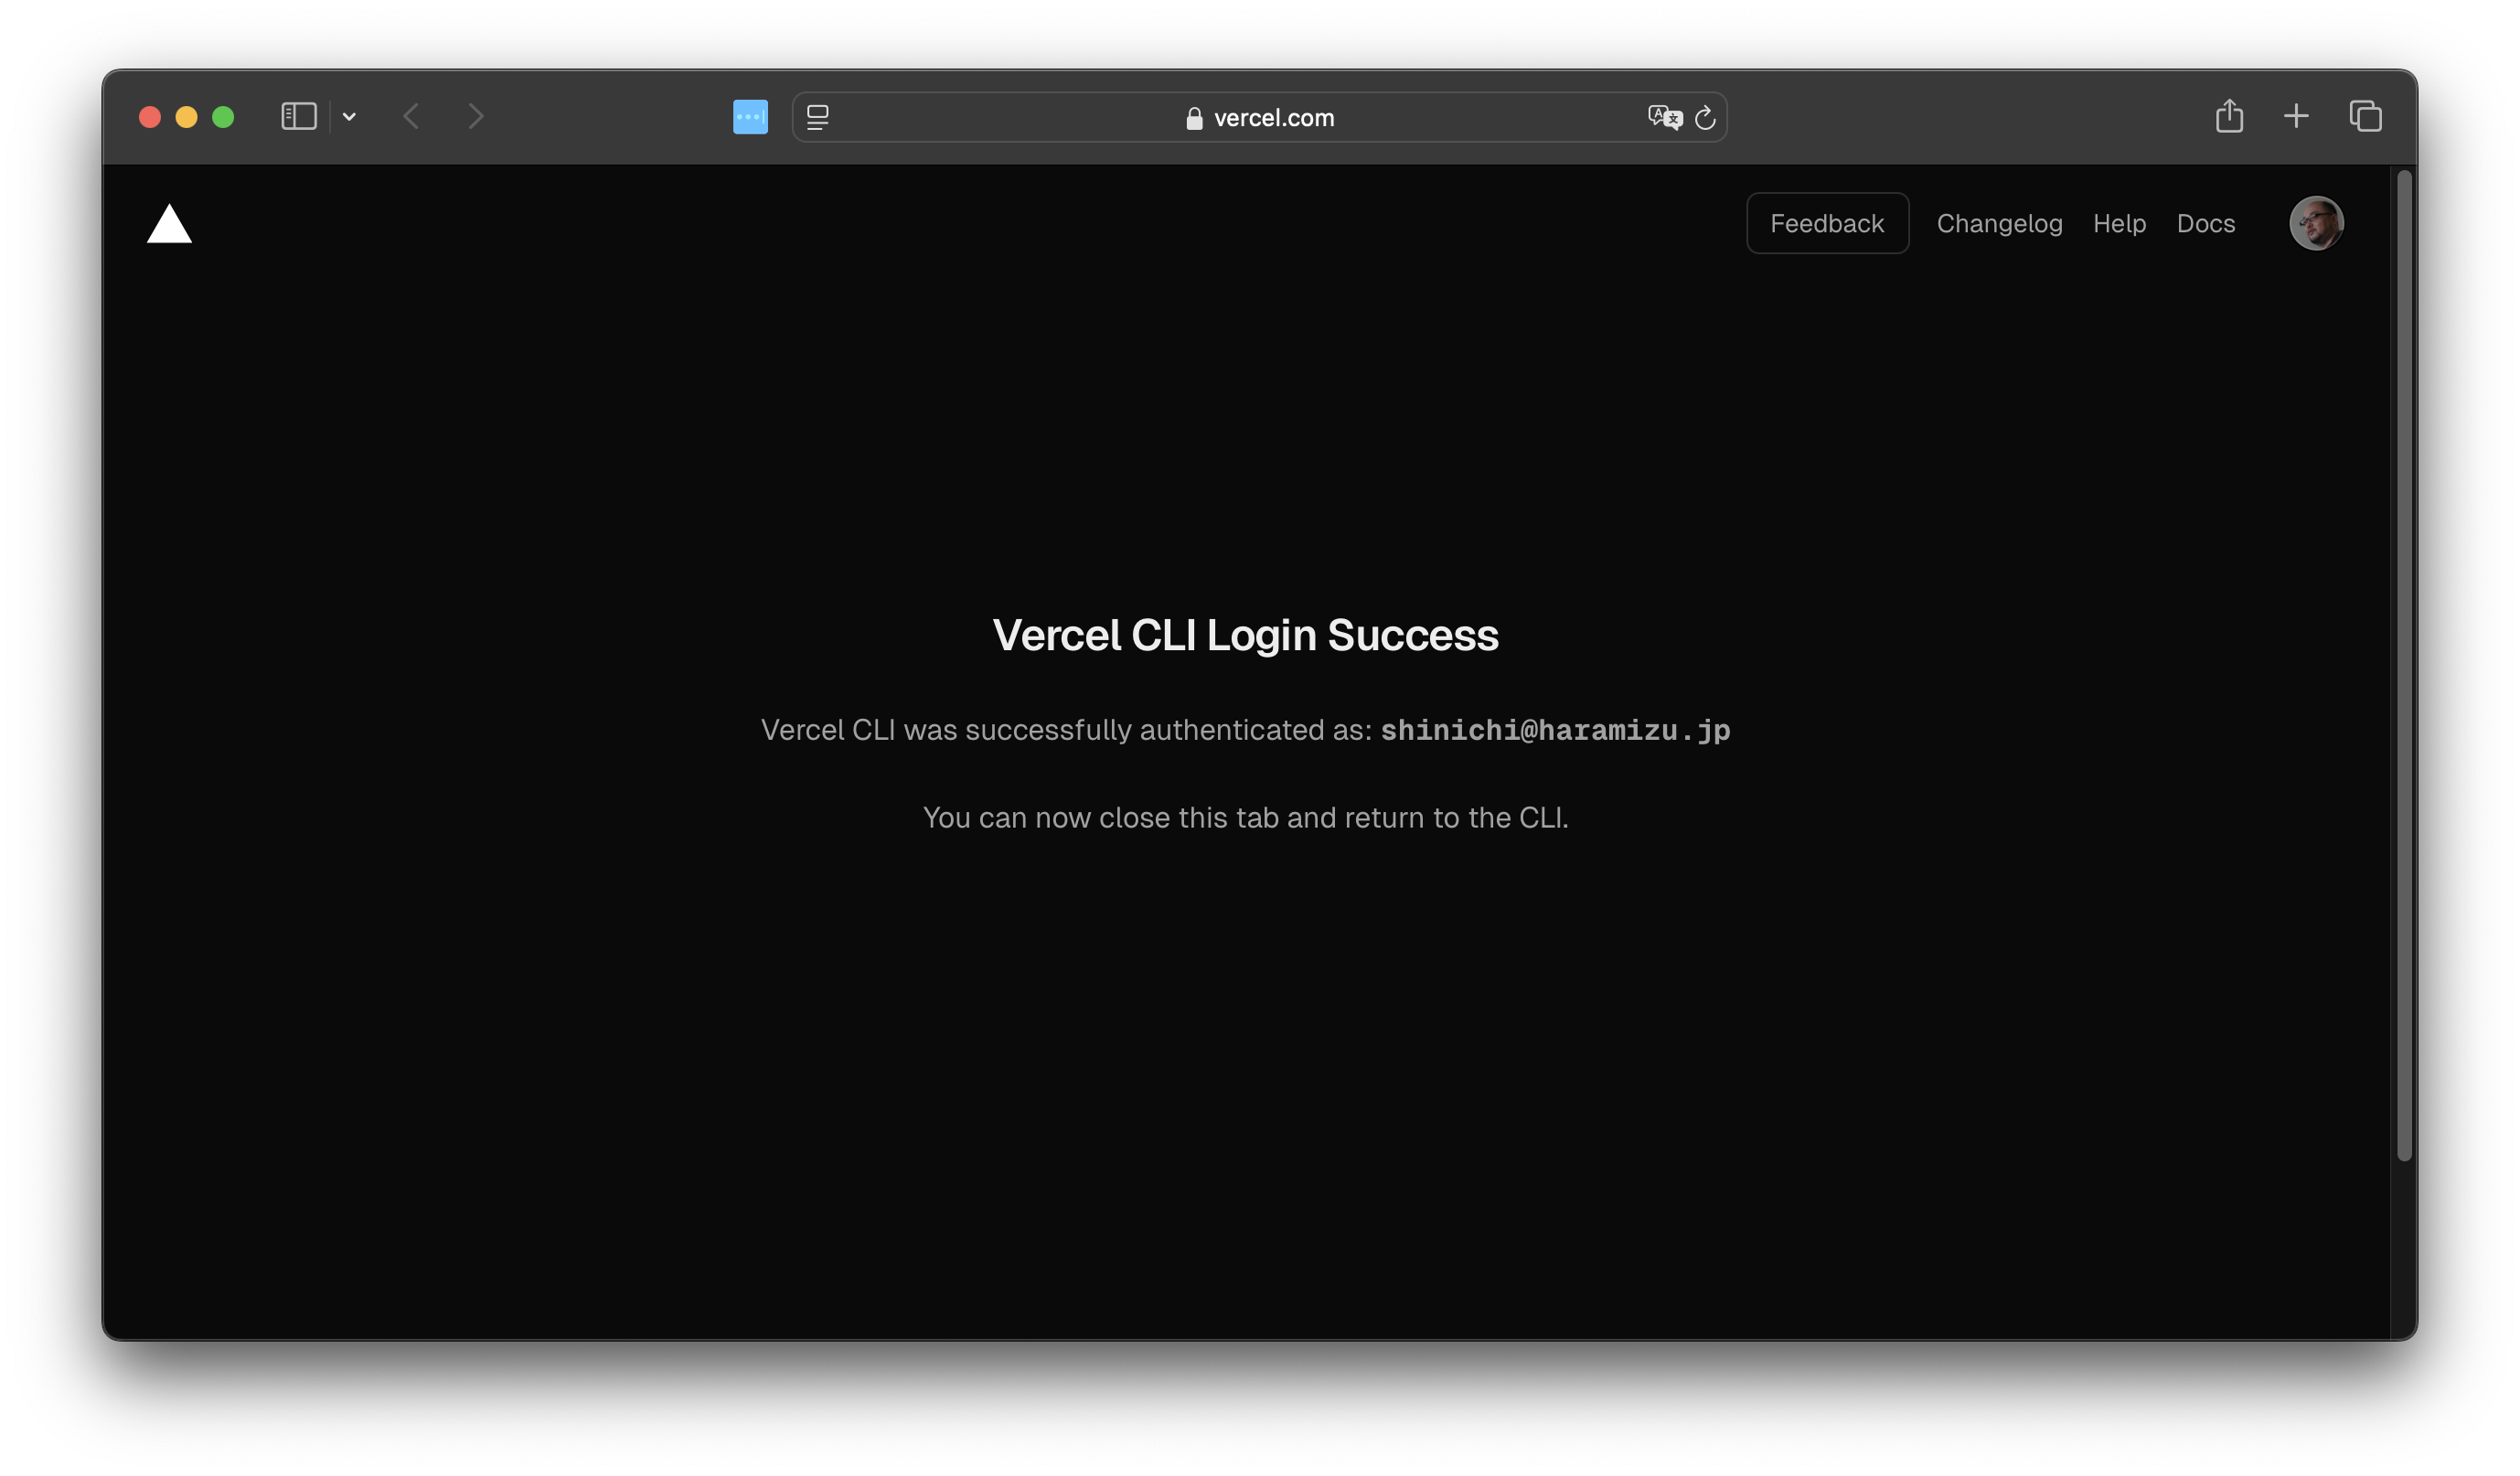 vercel.com
Feedback Changelog Help Docs
Vercel CLI Login Success
Vercel CLI was successfully authenticated as: shinichi@haramizu.jp
You can now close this tab and return to the CLI.